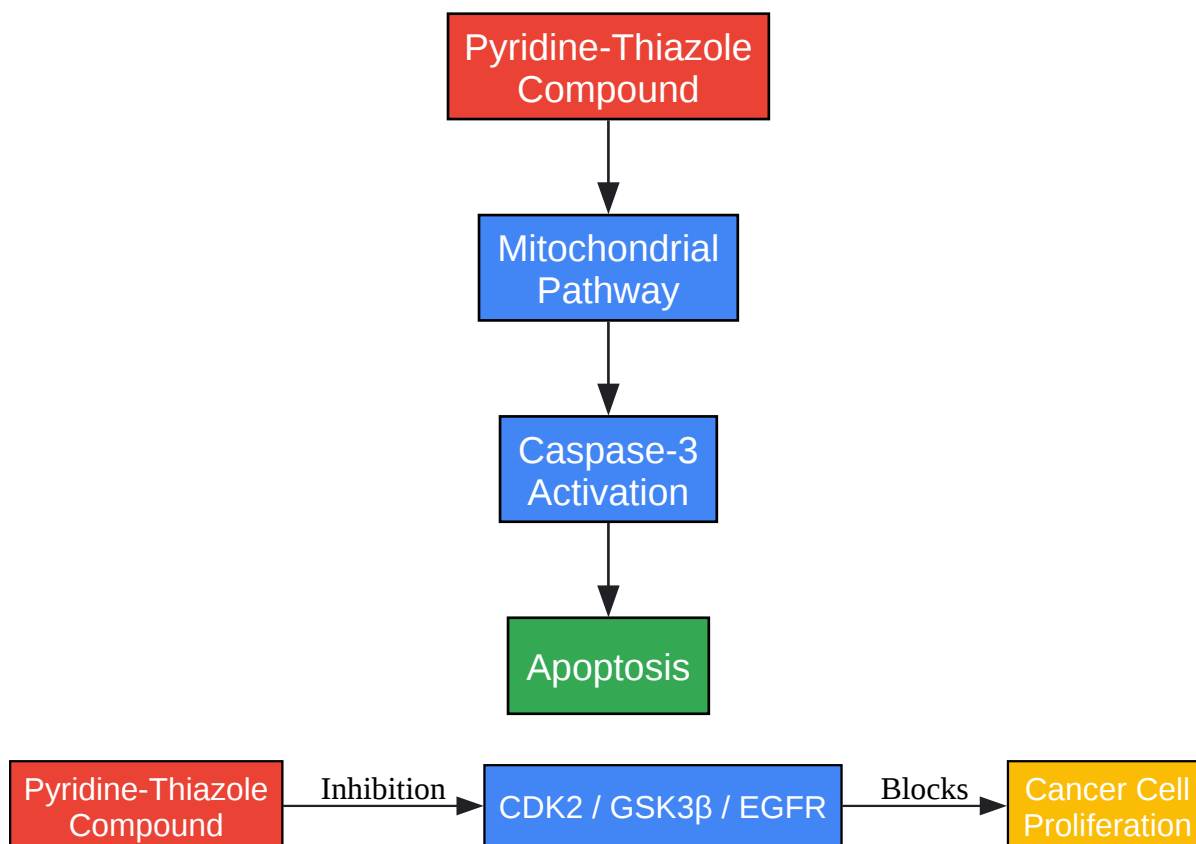 Pyridine-Thiazole
Compound
Mitochondrial
Pathway
Caspase-3
Activation
Apoptosis
Pyridine-Thiazole
Compound
Inhibition
CDK2 / GSK3β / EGFR
Blocks
Cancer Cell
Proliferation